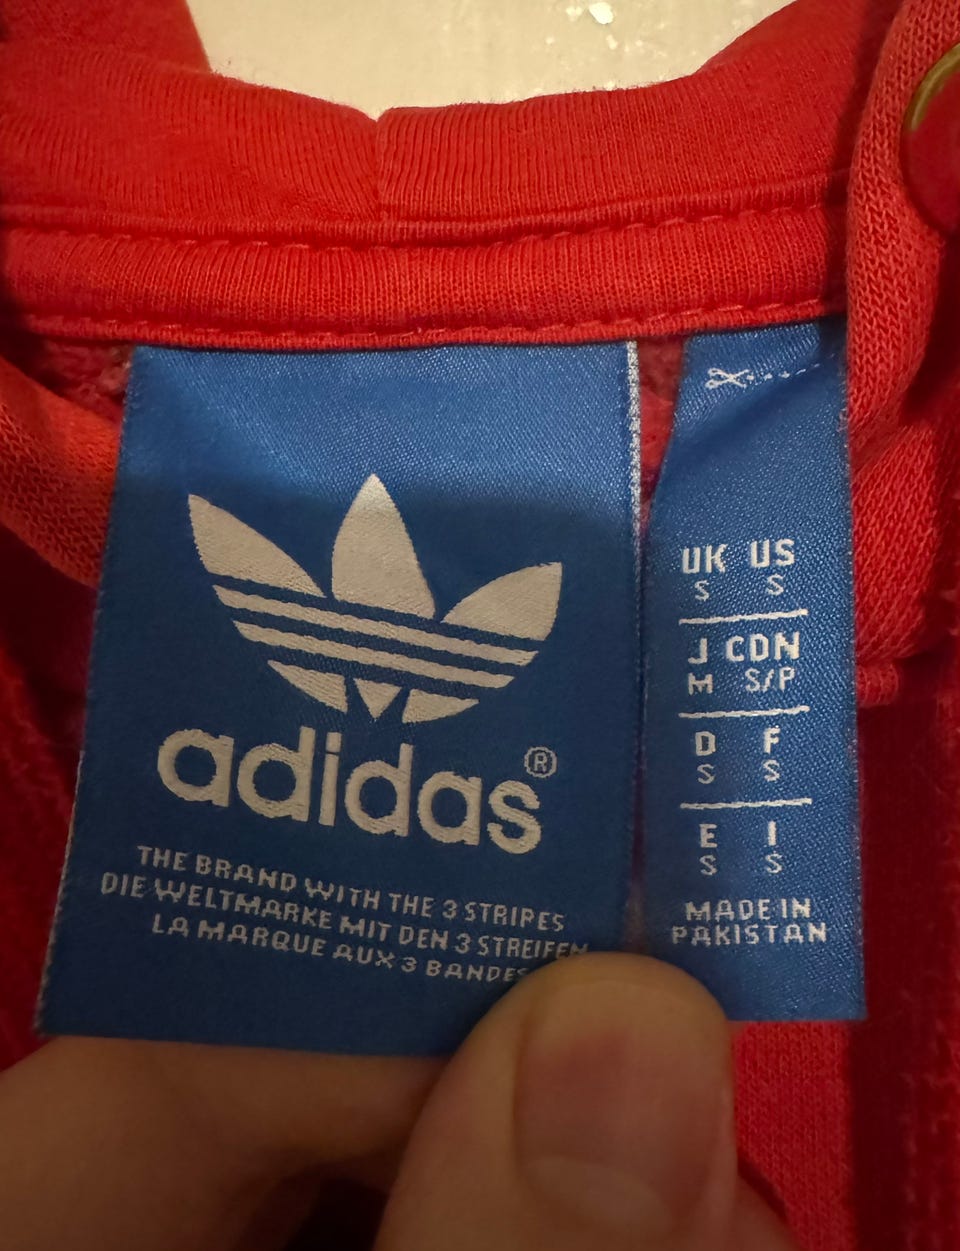 adidas®
THE BRAND WITH THE 3 STRIPES
DIE WELTMARKE MIT DEN 3 STREIFEN
LA MARQUE AUX 3 BANDES
UK US
S S
J CDN
M S/P
D F
S S
E I
S S
MADE IN
PAKISTAN